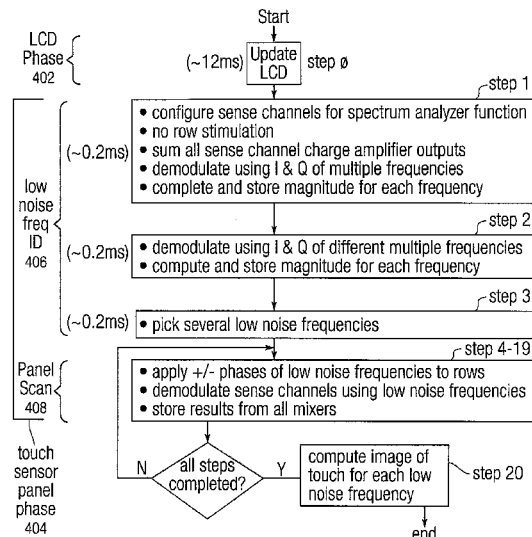 Start
LCD
Phase
402
(~12ms)
Update
LCD
step ø
step 1
• configure sense channels for spectrum analyzer function
• no row stimulation
• sum all sense channel charge amplifier outputs
• demodulate using I & Q of multiple frequencies
• complete and store magnitude for each frequency
(~0.2ms)
low
noise
freq
ID
406
step 2
(~0.2ms)
• demodulate using I & Q of different multiple frequencies
• compute and store magnitude for each frequency
step 3
(~0.2ms)
• pick several low noise frequencies
step 4-19
Panel
Scan
408
• apply +/- phases of low noise frequencies to rows
• demodulate sense channels using low noise frequencies
• store results from all mixers
touch
sensor
panel
phase
404
N
all steps
completed?
Y
compute image of
touch for each low
noise frequency
step 20
end